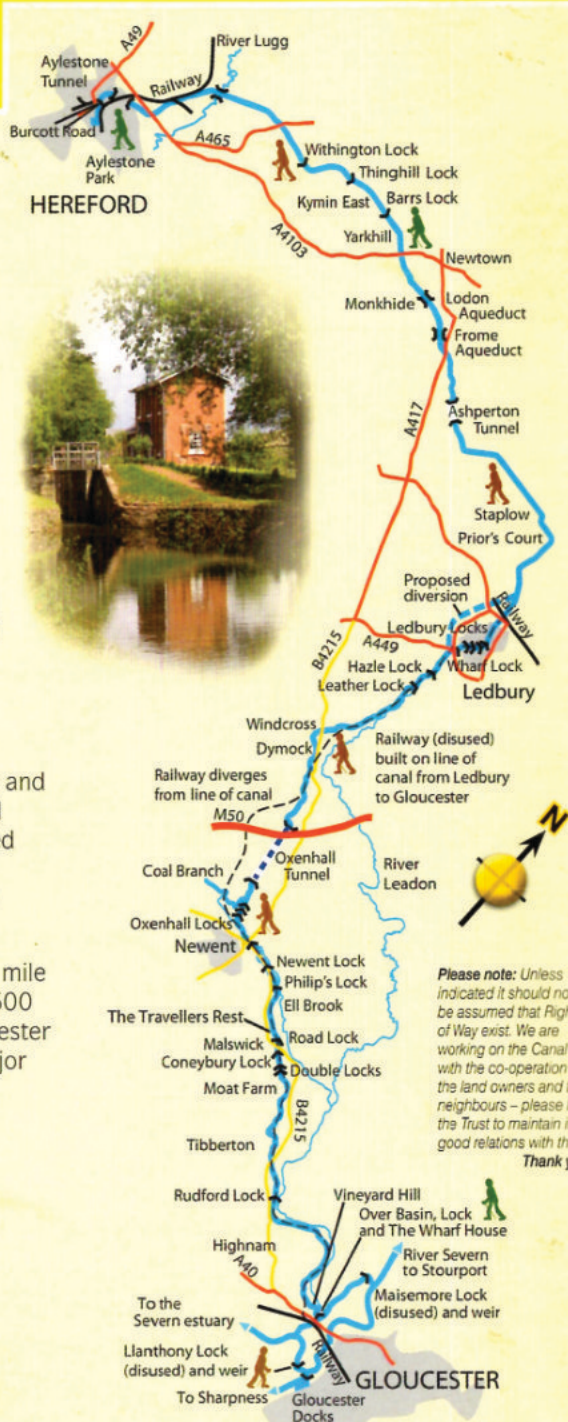 A49
River Lugg
Aylestone
Tunnel
Railway
Burcott Road
A465
Aylestone
Park
HEREFORD
Withington Lock
Thinghill Lock
Kymin East
Barrs Lock
Yarkhill
A4103
Newtown
Monkhide
Lodon
Aqueduct
Frome
Aqueduct
A417
Ashperton
Tunnel
Staplow
Prior's Court
Proposed
diversion
Railway
Ledbury Locks
A449
B4215
Hazle Lock
Wharf Lock
Leather Lock
Ledbury
Windcross
Dymock
Railway (disused)
built on line of
canal from Ledbury
to Gloucester
Railway diverges
from line of canal
M50
and
ed
Oxenhall
Tunnel
Coal Branch
River
Leadon
N
Oxenhall Locks
Newent
mile
Newent Lock
Philip's Lock
Ell Brook
ester
jor
The Travellers Rest
Road Lock
Malswick
Coneybury Lock
Double Locks
Moat Farm
B4215
Please note: Unless
indicated it should no
be assumed that Righ
of Way exist. We are
working on the Canal
with the co-operation
the land owners and
neighbours – please
the Trust to maintain
good relations with th
Thank y
Tibberton
Rudford Lock
Vineyard Hill
Over Basin, Lock
and The Wharf House
Highnam
A40
River Severn
to Stourport
Maisemore Lock
(disused) and weir
To the
Severn estuary
Llanthony Lock
(disused) and weir
Railway
GLOUCESTER
To Sharpness
Gloucester
Docks